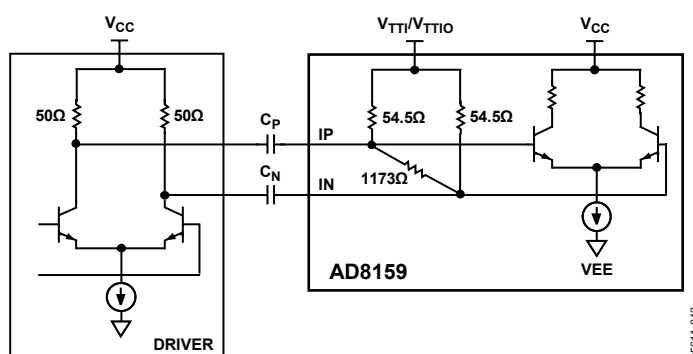 VCC
VTTI/VTTIO
VCC
50Ω
50Ω
CP
IP
54.5Ω
54.5Ω
CN
IN
1173Ω
AD8159
VEE
DRIVER